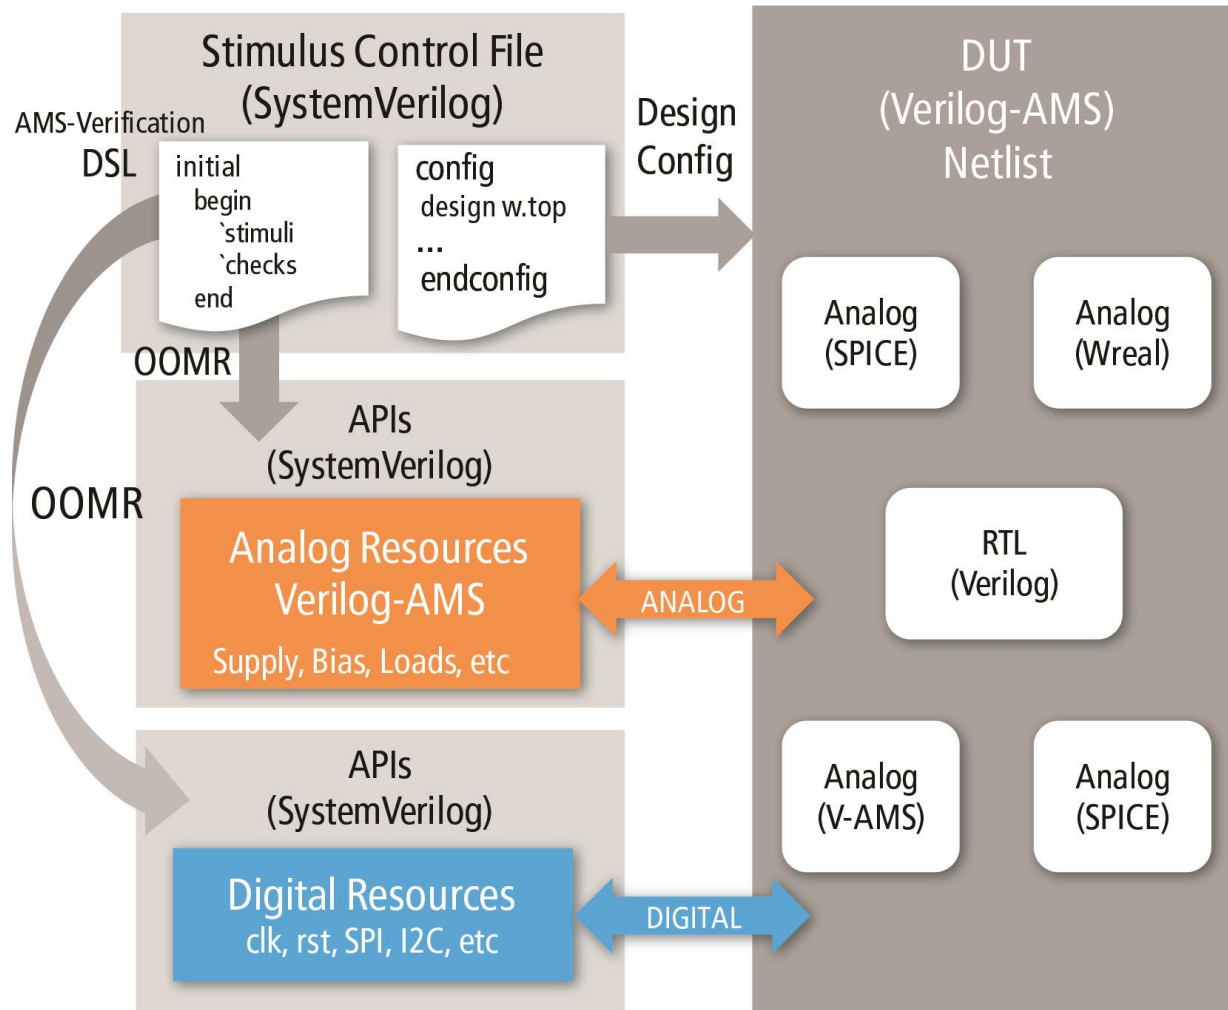 Stimulus Control File
(SystemVerilog)
AMS-Verification
DSL
initial
begin
`stimuli
`checks
end
config
design w.top
...
endconfig
Design
Config
DUT
(Verilog-AMS)
Netlist
Analog
(SPICE)
Analog
(Wreal)
OOMR
APIs
(SystemVerilog)
OOMR
Analog Resources
Verilog-AMS
Supply, Bias, Loads, etc
ANALOG
RTL
(Verilog)
APIs
(SystemVerilog)
Analog
(V-AMS)
Analog
(SPICE)
Digital Resources
clk, rst, SPI, I2C, etc
DIGITAL